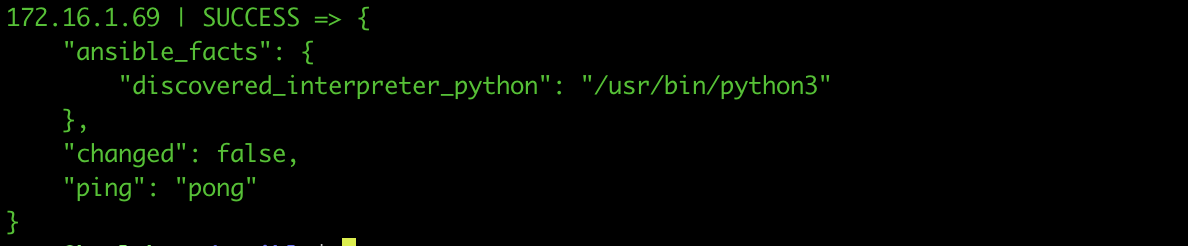 172.16.1.69 | SUCCESS => {
    "ansible_facts": {
        "discovered_interpreter_python": "/usr/bin/python3"
    },
    "changed": false,
    "ping": "pong"
}